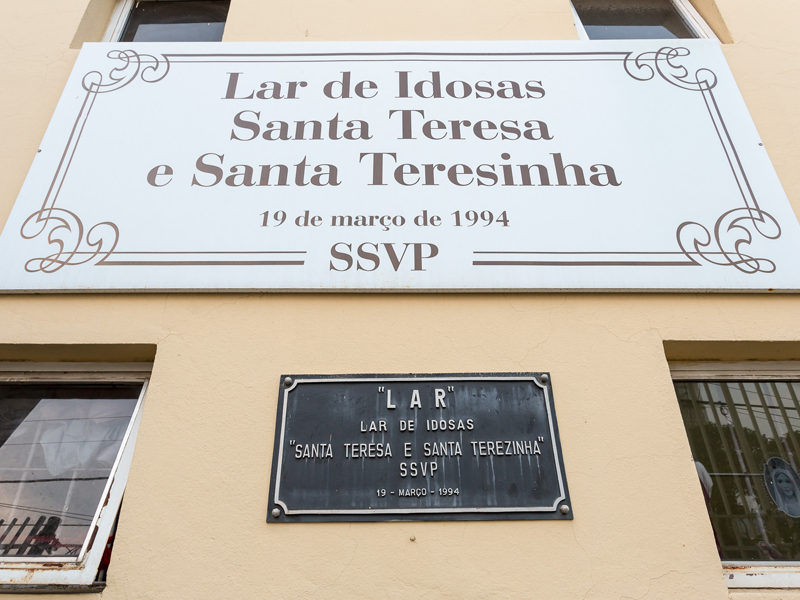 Lar de Idosas
Santa Teresa
e Santa Teresinha
19 de março de 1994
SSVP
"LAR"
LAR DE IDOSAS
"SANTA TERESA E SANTA TEREZINHA"
SSVP
19 - MARÇO - 1994